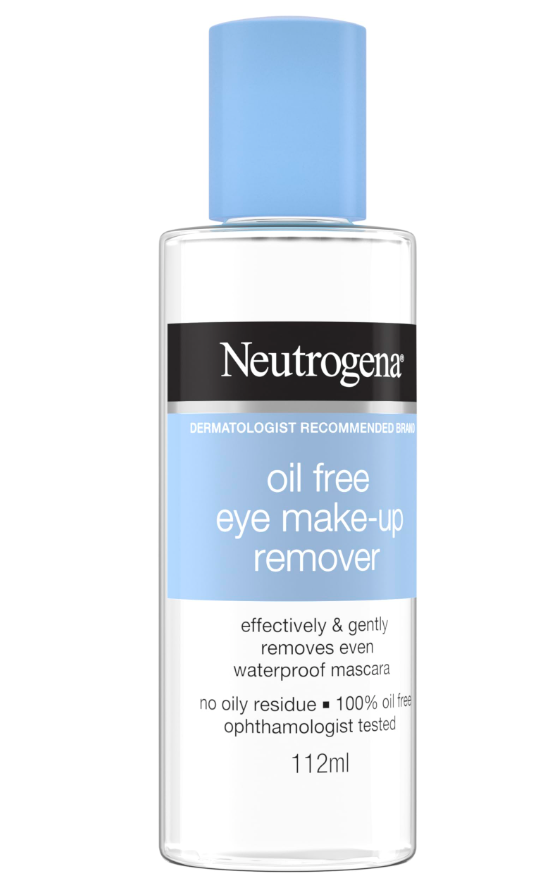 Neutrogena®
DERMATOLOGIST RECOMMENDED BRAND
oil free
eye make-up
remover
effectively & gently
removes even
waterproof mascara
no oily residue ▪ 100% oil free
ophthamologist tested
112ml